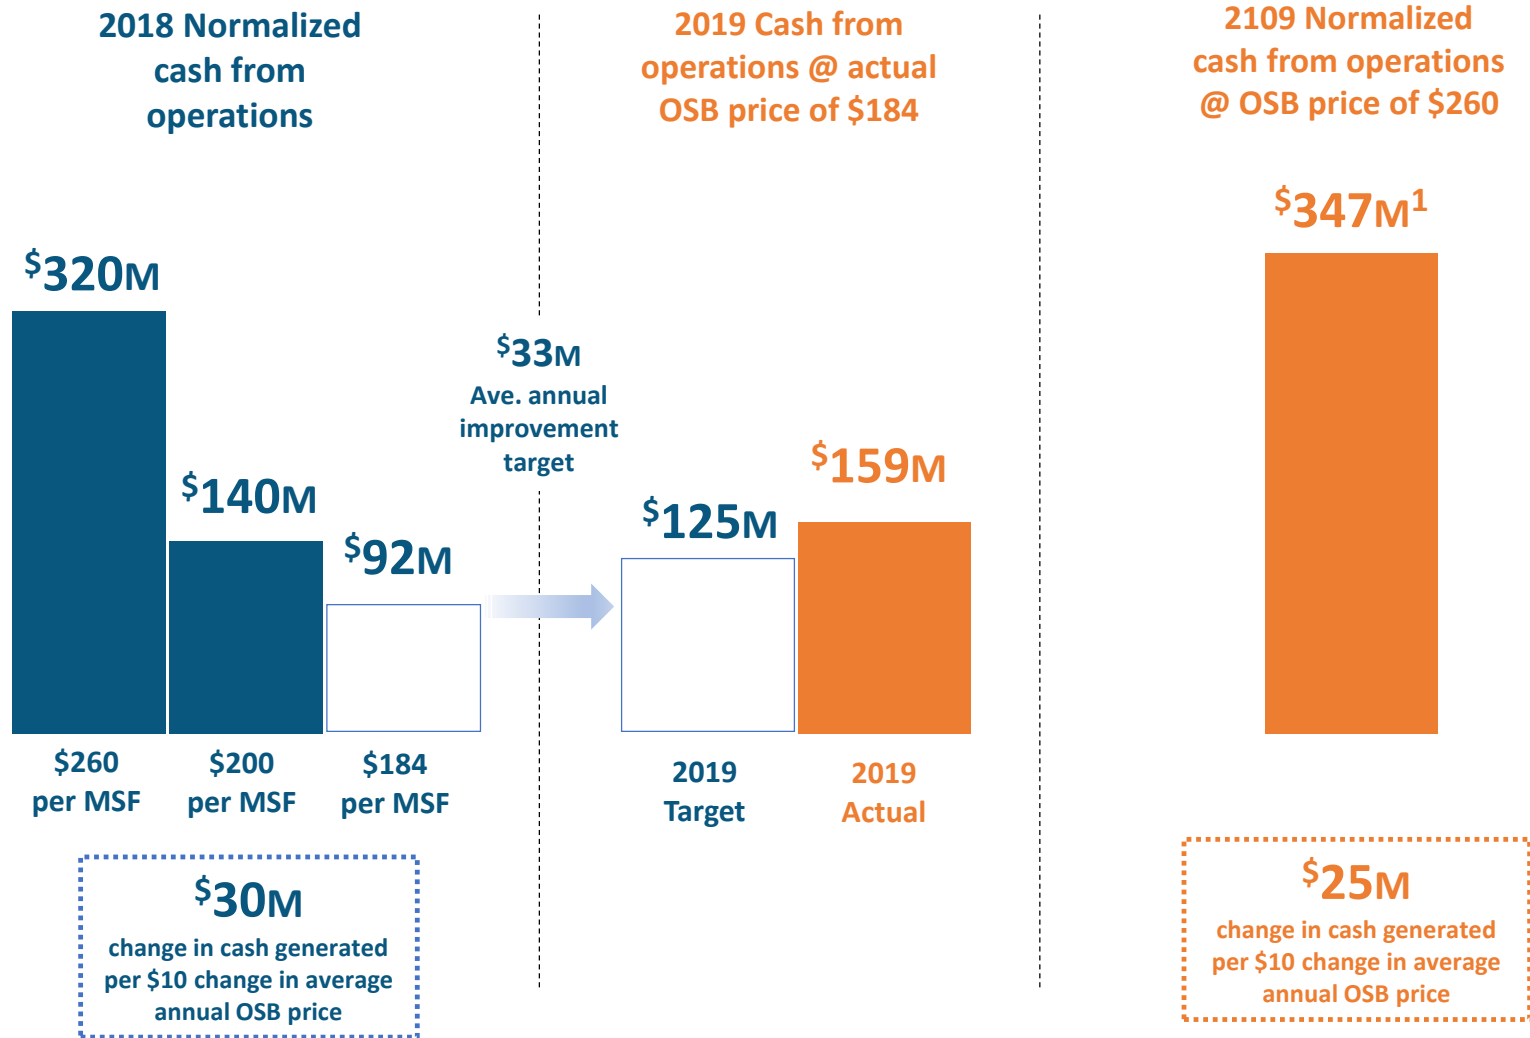 2018 Normalized
cash from
operations
$320M
$140M
$92M
$260
per MSF
$200
per MSF
$184
per MSF
$30M
change in cash generated
per $10 change in average
annual OSB price
$33M
Ave. annual
improvement
target
2019 Cash from
operations @ actual
OSB price of $184
$125M
$159M
2019
Target
2019
Actual
2109 Normalized
cash from operations
@ OSB price of $260
$347M¹
$25M
change in cash generated
per $10 change in average
annual OSB price